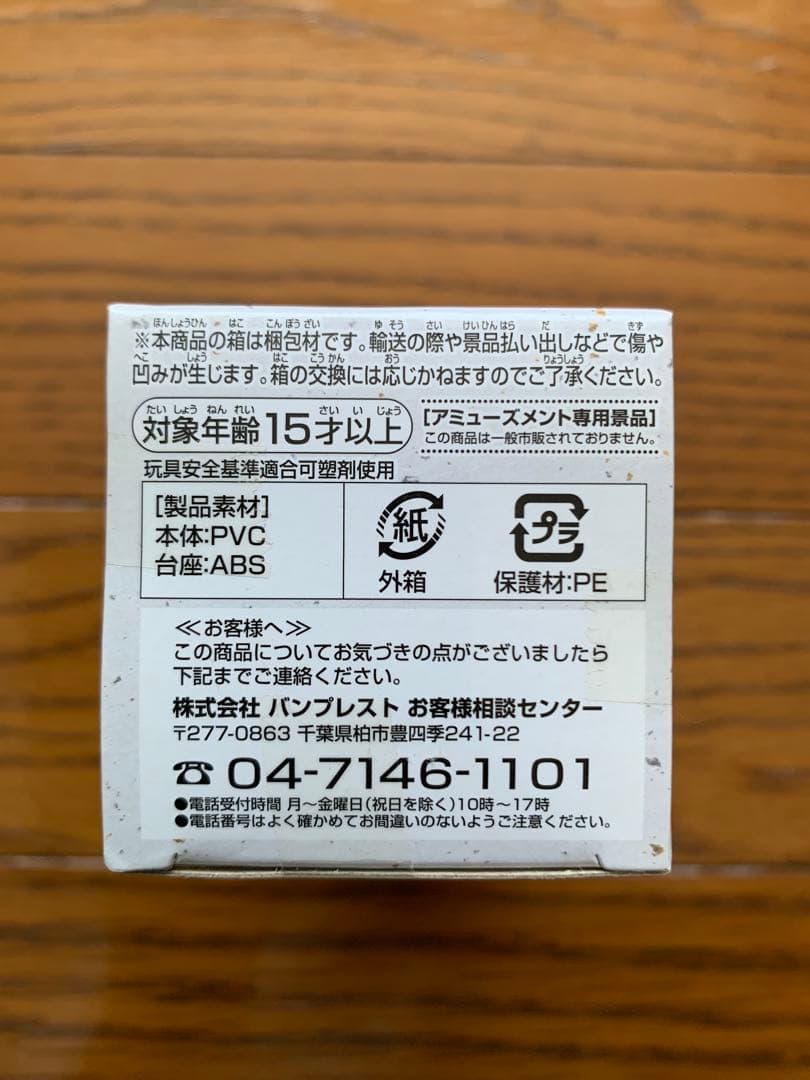 ※本商品の箱は梱包材です。輸送の際や景品払い出しなどで傷や
凹みが生じます。箱の交換には応じかねますのでご了承ください。
対象年齢15才以上
[アミューズメント専用景品]
この商品は一般市販されておりません。
玩具安全基準適合可塑剤使用
[製品素材]
本体:PVC
台座:ABS
紙
外箱
プラ
保護材:PE
≪お客様へ≫
この商品についてお気づきの点がございましたら
下記までご連絡ください。
株式会社 バンプレスト お客様相談センター
〒277-0863 千葉県柏市豊四季241-22
☎ 04-7146-1101
●電話受付時間 月〜金曜日(祝日を除く)10時〜17時
●電話番号はよく確かめてお間違いのないようご注意ください。